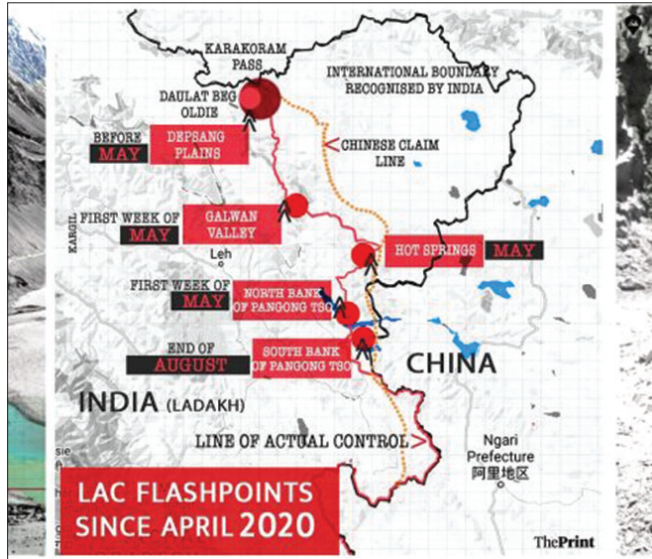 KARAKORAM
PASS
INTERNATIONAL BOUNDARY
RECOGNISED BY INDIA
DAULAT BEG
OLDIE
BEFORE
MAY
DEPSANG
PLAINS
CHINESE CLAIM
LINE
FIRST WEEK OF
MAY
GALWAN
VALLEY
KARGIL
Leh
HOT SPRINGS
MAY
FIRST WEEK OF
MAY
NORTH BANK
OF PANGONG TSO
END OF
AUGUST
SOUTH BANK
OF PANGONG TSO
CHINA
INDIA (LADAKH)
LINE OF ACTUAL CONTROL
Ngari
Prefecture
阿里地区
LAC FLASHPOINTS
SINCE APRIL 2020
ThePrint